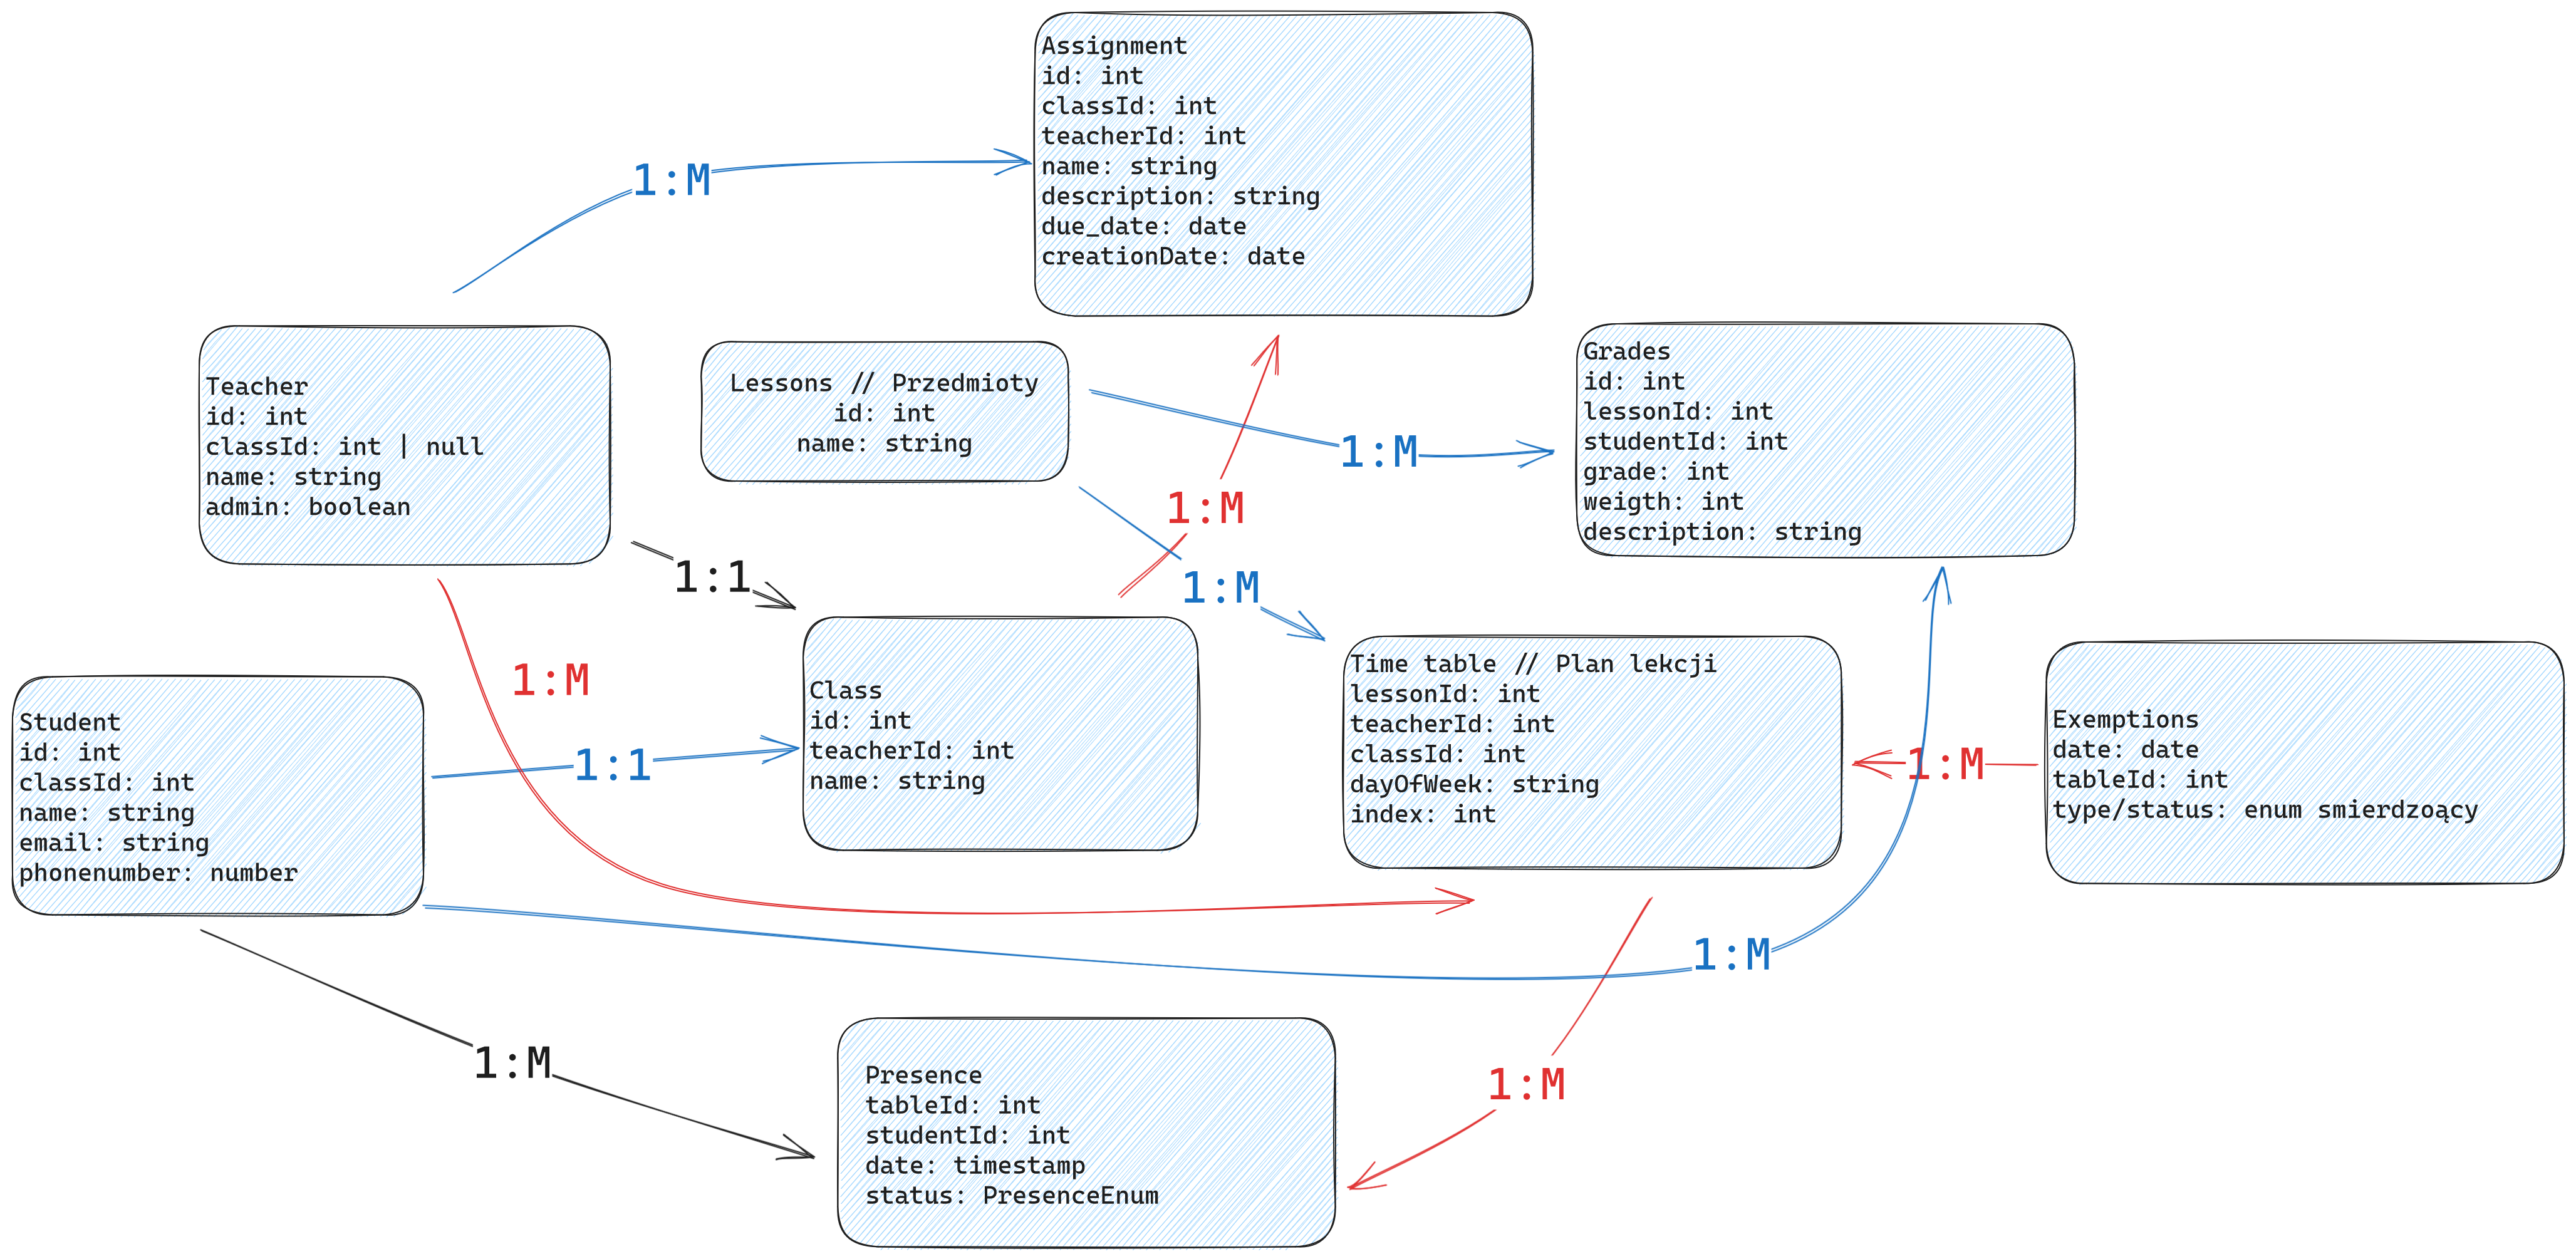 Assignment
id: int
classId: int
teacherId: int
name: string
description: string
due_date: date
creationDate: date
1:M
Teacher
id: int
classId: int | null
name: string
admin: boolean
Lessons // Przedmioty
id: int
name: string
Grades
id: int
lessonId: int
studentId: int
grade: int
weigth: int
description: string
1:M
1:M
1:M
1:1
1:M
Student
id: int
classId: int
name: string
email: string
phonenumber: number
1:1
Class
id: int
teacherId: int
name: string
Time table // Plan lekcji
lessonId: int
teacherId: int
classId: int
dayOfWeek: string
index: int
1:M
Exemptions
date: date
tableId: int
type/status: enum smierdzoący
1:M
1:M
1:M
Presence
tableId: int
studentId: int
date: timestamp
status: PresenceEnum